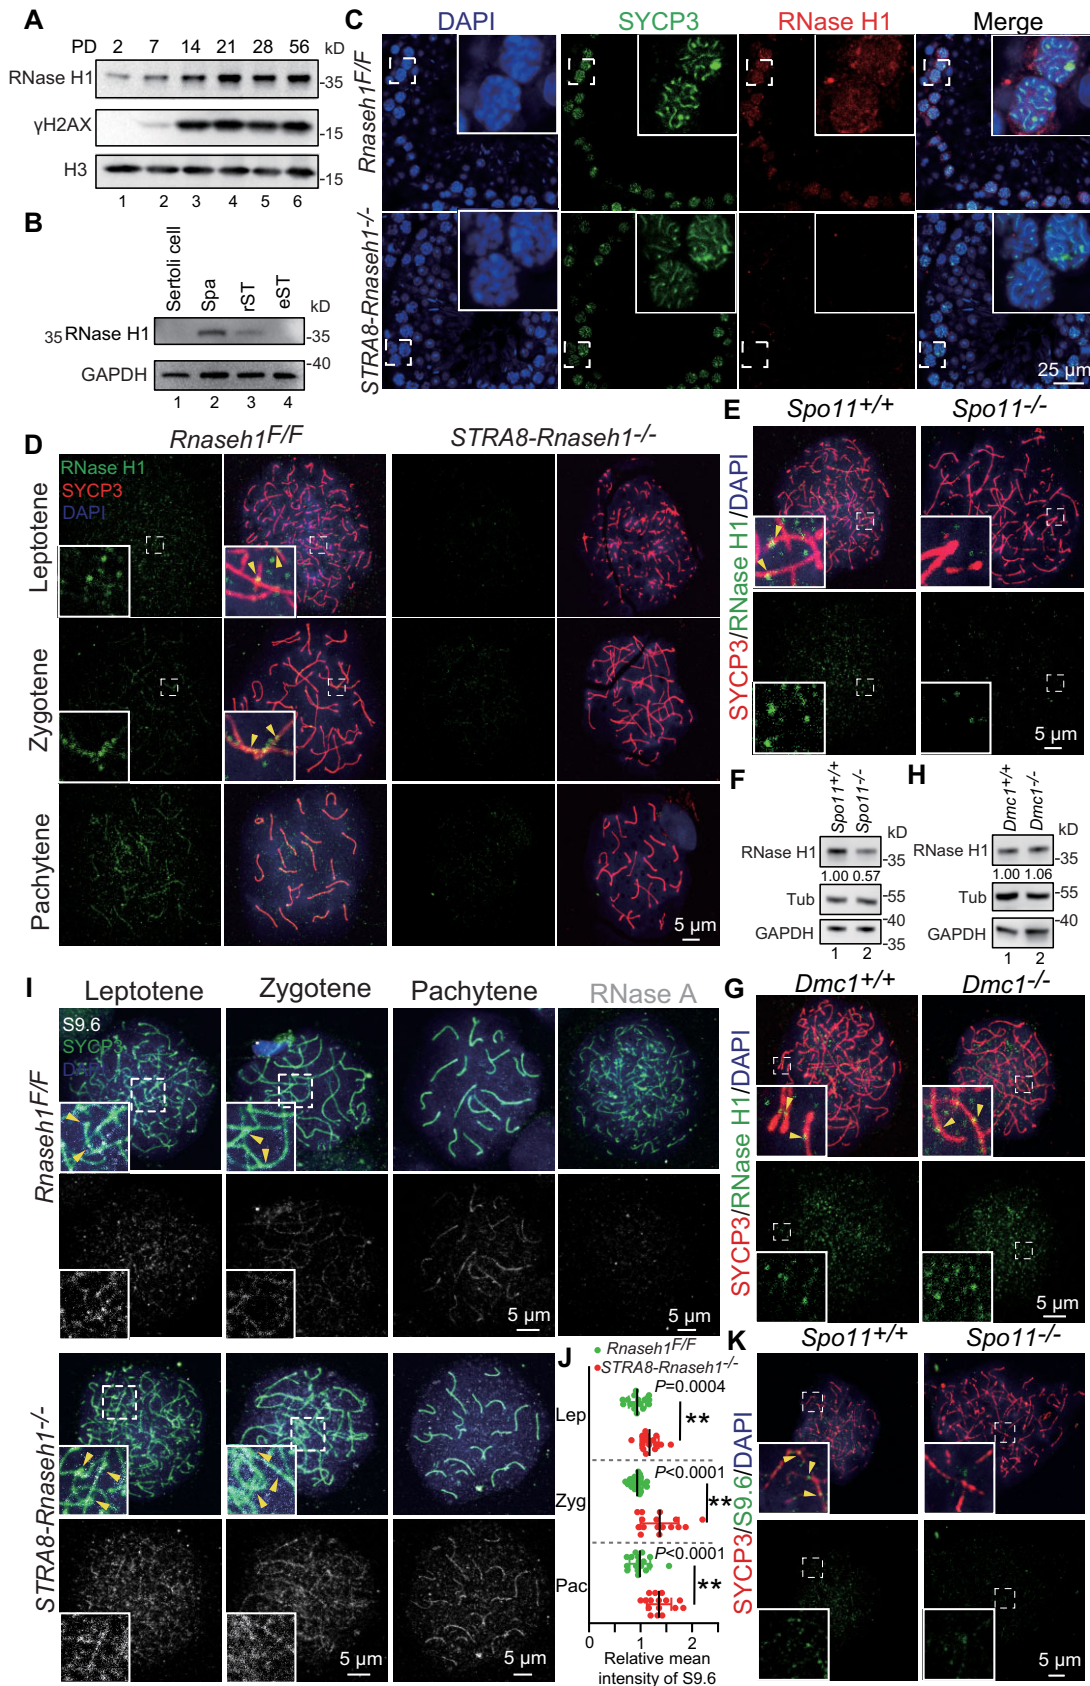 A
PD 2 7 14 21 28 56 kD
RNase H1 -35
γH2AX -15
H3 -15
1 2 3 4 5 6
B
Sertoli cell Spa rST eST kD
35 RNase H1 -35
-40
GAPDH
1 2 3 4
C
DAPI SYCP3 RNase H1 Merge
Rnaseh1F/F
STRA8-Rnaseh1-/-
25 µm
D
Rnaseh1F/F STRA8-Rnaseh1-/-
RNase H1
SYCP3
DAPI
Leptotene
Zygotene
Pachytene
5 µm
E
Spo11+/+ Spo11-/-
SYCP3/RNase H1/DAPI
5 µm
F
Spo11+/+ Spo11-/- kD
RNase H1 -35
1.00 0.57
Tub -55
-40
GAPDH
-35
1 2
H
Dmc1+/+ Dmc1-/- kD
RNase H1 -35
1.00 1.06
Tub -55
-40
GAPDH
-35
1 2
G
Dmc1+/+ Dmc1-/-
SYCP3/RNase H1/DAPI
5 µm
I
Leptotene Zygotene Pachytene RNase A
S9.6
SYCP3
DAPI
Rnaseh1F/F
5 µm 5 µm
STRA8-Rnaseh1-/-
5 µm 5 µm
J
Rnaseh1F/F
STRA8-Rnaseh1-/-
P=0.0004
Lep **
P<0.0001
Zyg **
P<0.0001
Pac **
0 1 2
Relative mean
intensity of S9.6
K
Spo11+/+ Spo11-/-
SYCP3/S9.6/DAPI
5 µm